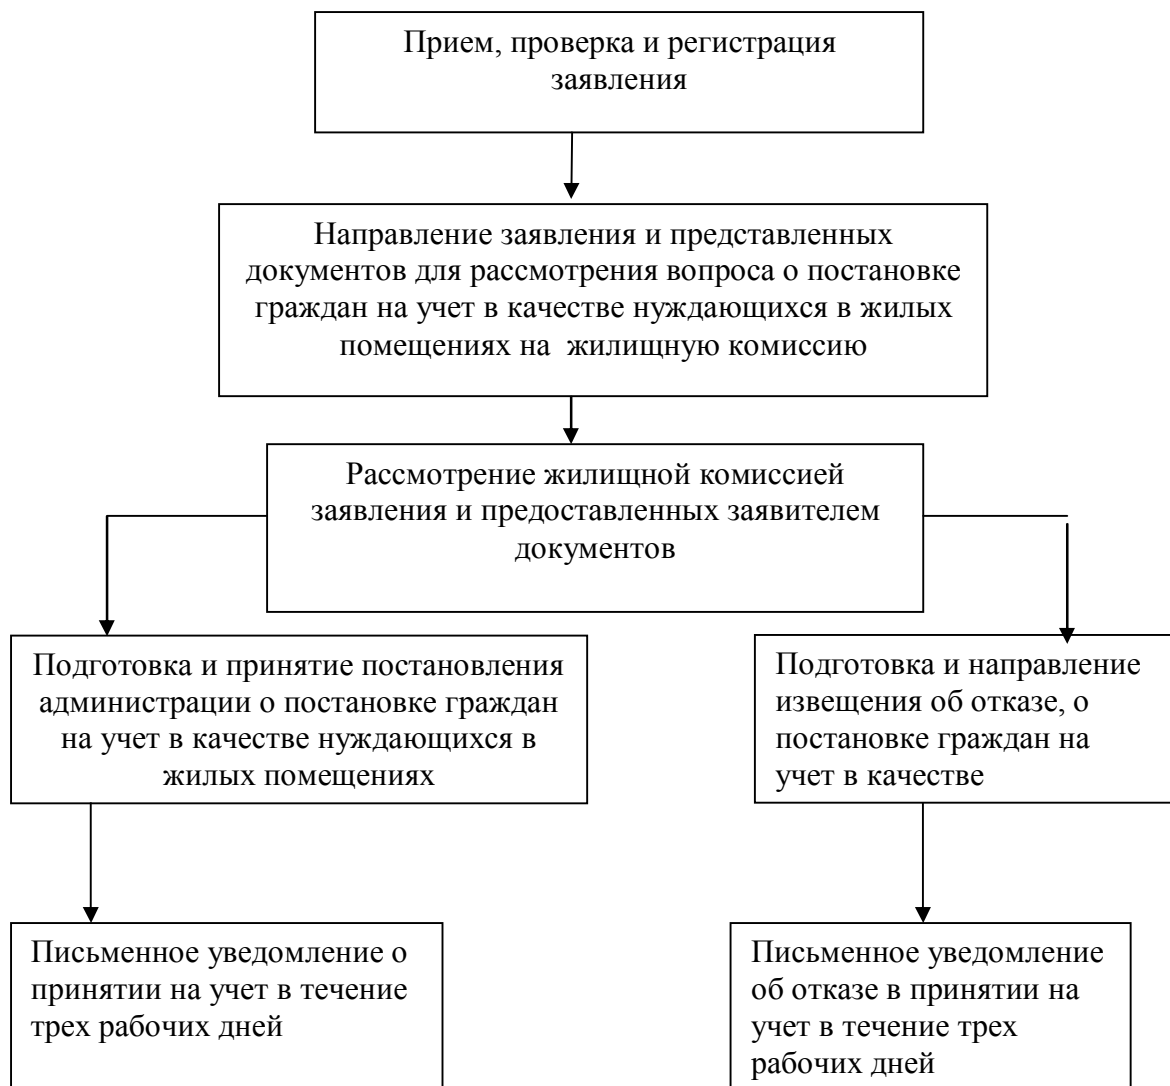 Прием, проверка и регистрация
заявления
Направление заявления и представленных
документов для рассмотрения вопроса о постановке
граждан на учет в качестве нуждающихся в жилых
помещениях на  жилищную комиссию
Рассмотрение жилищной комиссией
заявления и предоставленных заявителем
документов
Подготовка и принятие постановления
администрации о постановке граждан
на учет в качестве нуждающихся в
жилых помещениях
Подготовка и направление
извещения об отказе, о
постановке граждан на
учет в качестве
Письменное уведомление о
принятии на учет в течение
трех рабочих дней
Письменное уведомление
об отказе в принятии на
учет в течение трех
рабочих дней